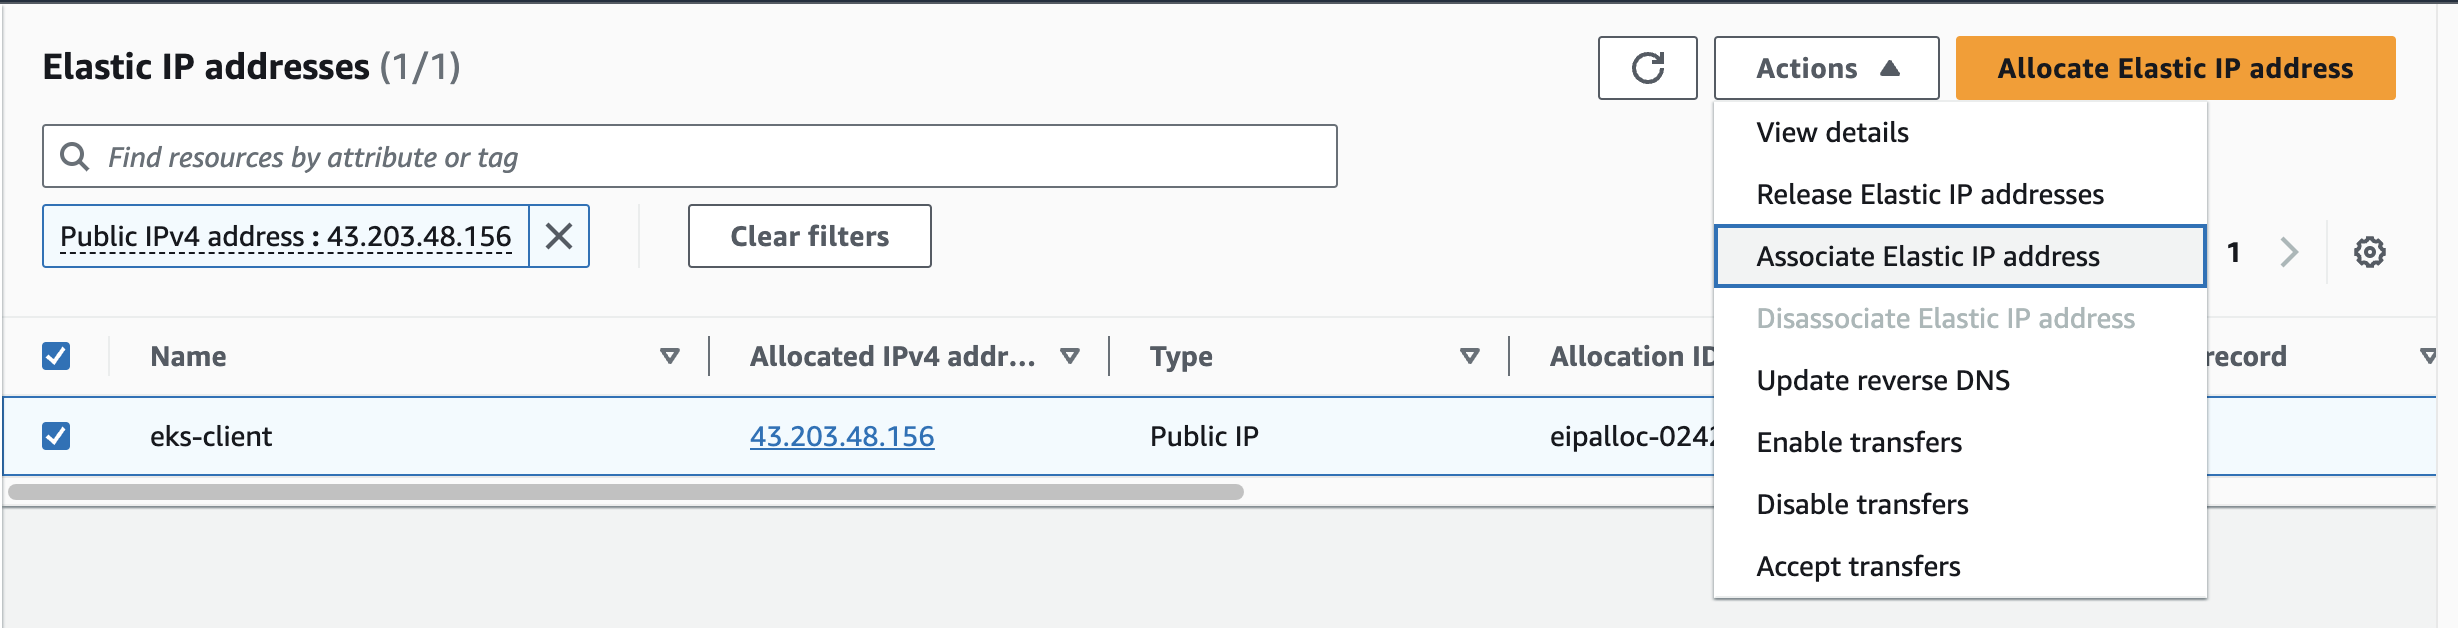 Elastic IP addresses (1/1)
Actions
Allocate Elastic IP address
Find resources by attribute or tag
Public IPv4 address : 43.203.48.156
Clear filters
View details
Release Elastic IP addresses
Associate Elastic IP address
Disassociate Elastic IP address
Update reverse DNS
Enable transfers
Disable transfers
Accept transfers
1
Name
Allocated IPv4 addr...
Type
Allocation ID
record
eks-client
43.203.48.156
Public IP
eipalloc-0242